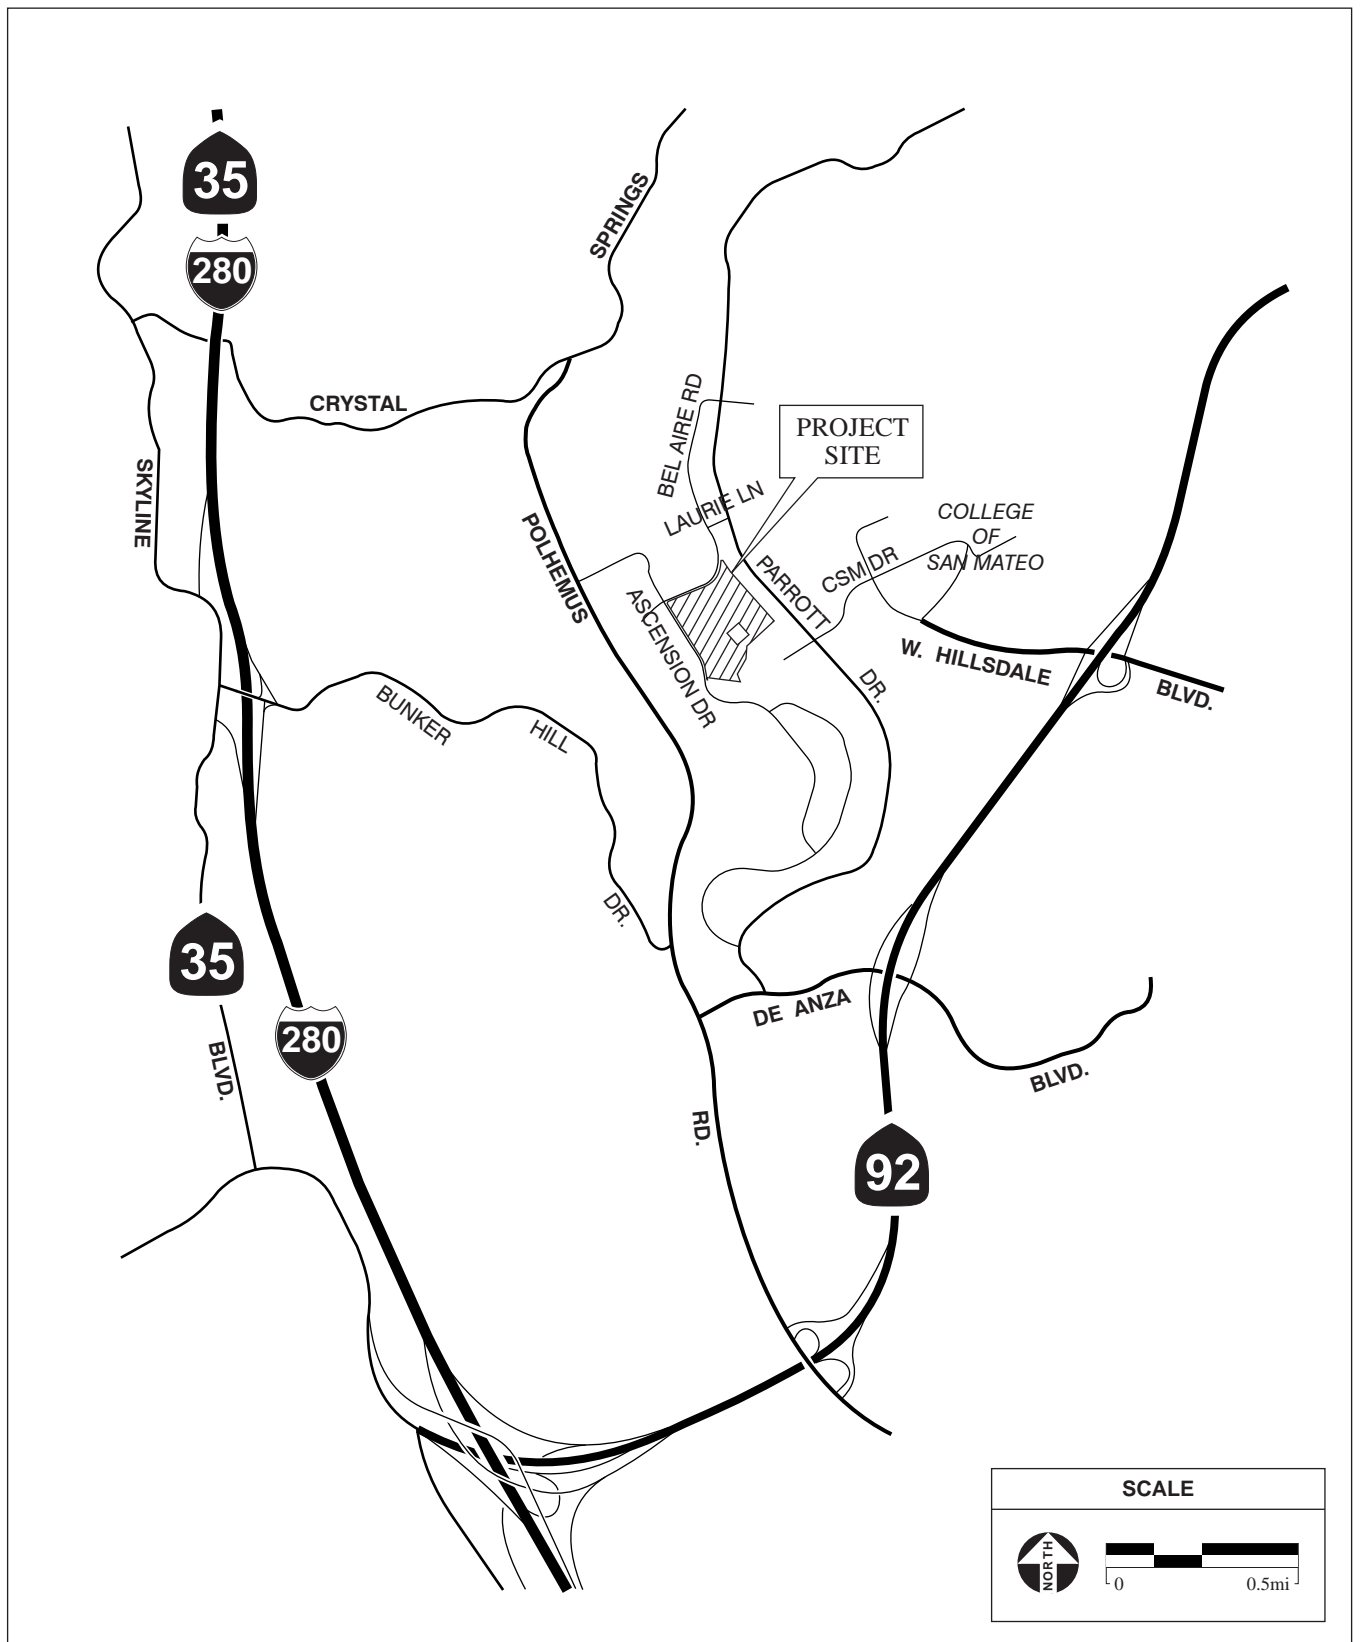 35
280
SPRINGS
CRYSTAL
BEL AIRE RD
PROJECT
SITE
SKYLINE
LAURIE LN
COLLEGE
OF
SAN MATEO
POLHEMUS
PARROTT
CSM DR
ASCENSION DR
W. HILLSDALE
BLVD.
DR.
BUNKER
HILL
DR.
35
280
BLVD.
DE ANZA
BLVD.
RD.
92
SCALE
NORTH
0
0.5mi